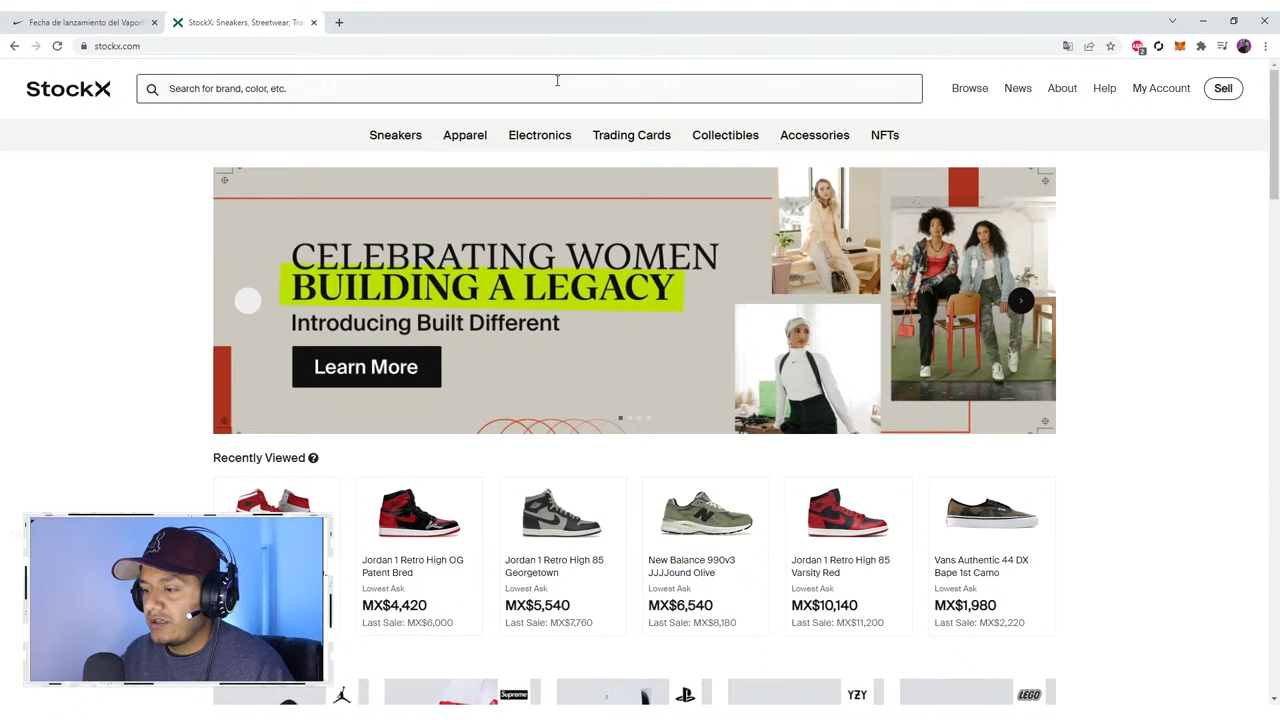 Fecha de lanzamiento del Vapor
StockX: Sneakers, Streetwear, Tra
stockx.com
StockX
Search for brand, color, etc.
Browse
News
About
Help
My Account
Sell
Sneakers
Apparel
Electronics
Trading Cards
Collectibles
Accessories
NFTs
CELEBRATING WOMEN
BUILDING A LEGACY
Introducing Built Different
Learn More
Recently Viewed
Jordan 1 Retro High OG
Patent Bred
Lowest Ask
MX$4,420
Last Sale: MX$6,000
Jordan 1 Retro High 85
Georgetown
Lowest Ask
MX$5,540
Last Sale: MX$7,760
New Balance 990v3
JJJJound Olive
Lowest Ask
MX$6,540
Last Sale: MX$8,180
Jordan 1 Retro High 85
Varsity Red
Lowest Ask
MX$10,140
Last Sale: MX$11,200
Vans Authentic 44 DX
Bape 1st Camo
Lowest Ask
MX$1,980
Last Sale: MX$2,220
Supreme
YZY
LEGO